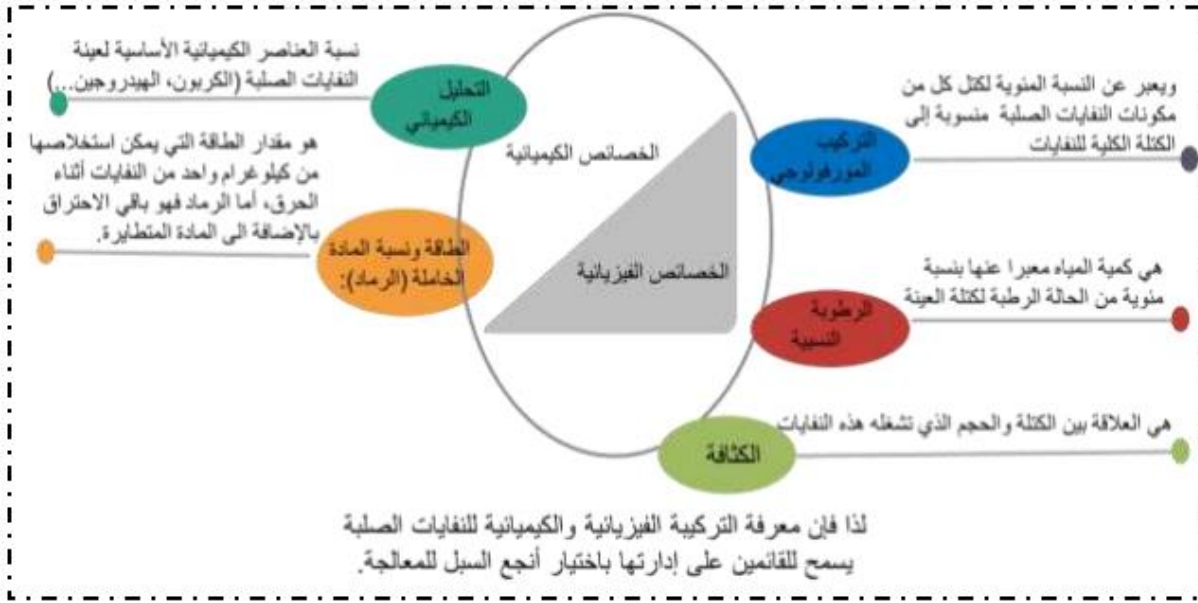 ويعبر عن النسبة المئوية لكتل كل من
مكونات النفايات الصلبة منسوبة إلى
الكتلة الكلية للنفايات
التركيب
المورفولوجي
هي كمية المياه معبرا عنها بنسبة
مئوية من الحالة الرطبة لكتلة العينة
الرطوبة
النسبية
هي العلاقة بين الكتلة والحجم الذي تشغله هذه النفايات
الكثافة
الخصائص الكيميائية
الخصائص الفيزيائية
نسبة العناصر الكيميائية الأساسية لعينة
النفايات الصلبة (الكربون، الهيدروجين...)
التحليل
الكيميائي
هو مقدار الطاقة التي يمكن استخلاصها
من كيلوغرام واحد من النفايات أثناء
الحرق، أما الرماد فهو باقي الاحتراق
بالإضافة الى المادة المتطايرة.
الطاقة ونسبة المادة
الخاملة (الرماد):
لذا فإن معرفة التركيبة الفيزيائية والكيميائية للنفايات الصلبة
يسمح للقائمين على إدارتها باختيار أنجع السبل للمعالجة.